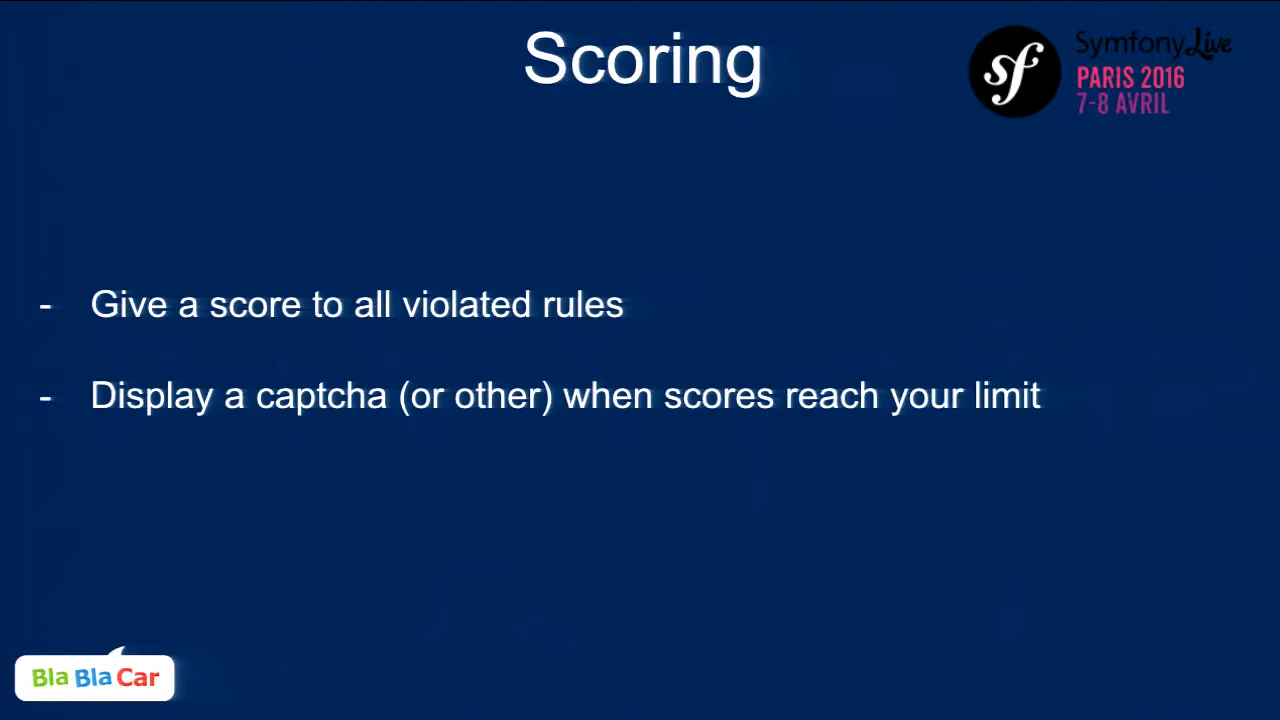 Scoring
sf
SymfonyLive
PARIS 2016
7-8 AVRIL
- Give a score to all violated rules
- Display a captcha (or other) when scores reach your limit
BlaBlaCar